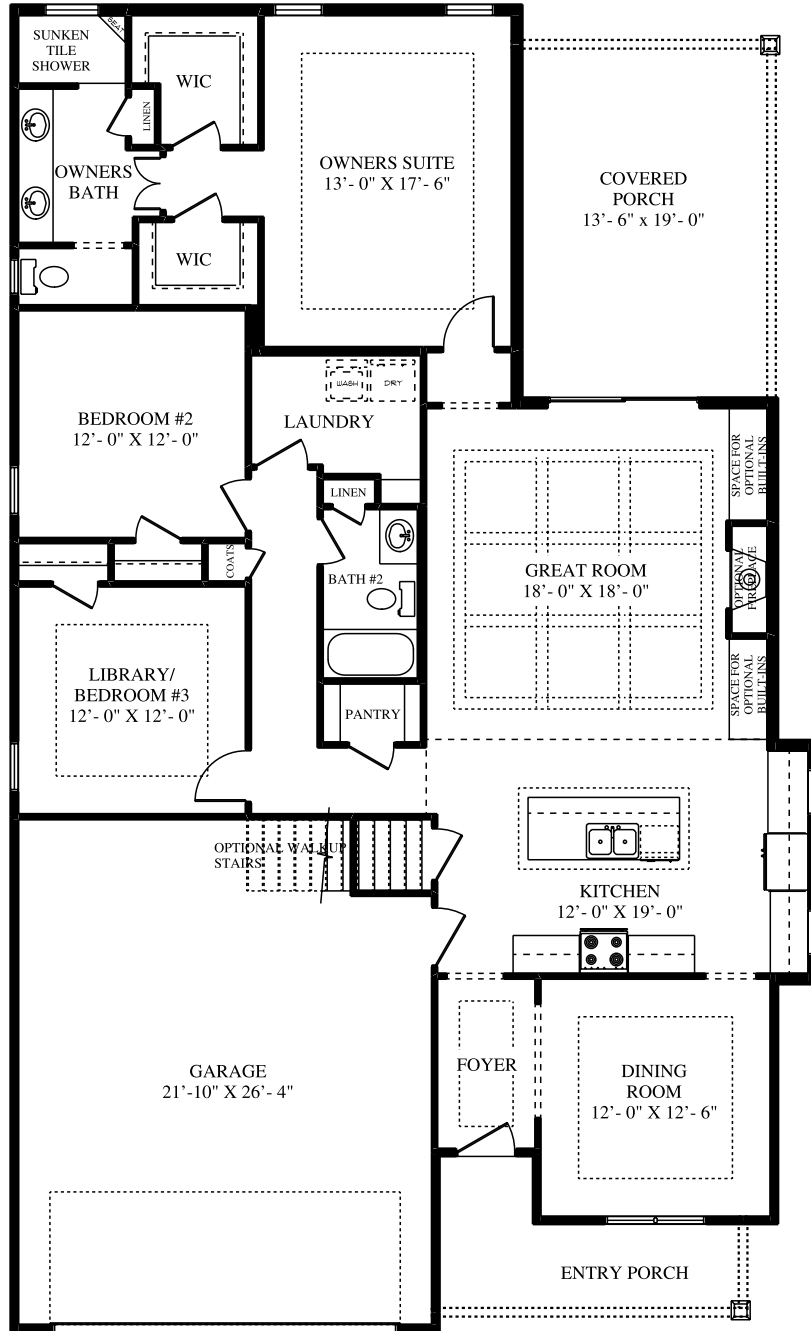 SEAT
SUNKEN
TILE
SHOWER
WIC
LINEN
OWNERS
BATH
OWNERS SUITE
13'- 0" X 17'- 6"
COVERED
PORCH
13'- 6" x 19'- 0"
WIC
WASH
DRY
BEDROOM #2
12'- 0" X 12'- 0"
LAUNDRY
SPACE FOR
OPTIONAL
BUILT-INS
LINEN
COATS
BATH #2
GREAT ROOM
18'- 0" X 18'- 0"
OPTIONAL
FIREPLACE
LIBRARY/
BEDROOM #3
12'- 0" X 12'- 0"
PANTRY
SPACE FOR
OPTIONAL
BUILT-INS
OPTIONAL WALKUP
STAIRS
KITCHEN
12'- 0" X 19'- 0"
GARAGE
21'-10" X 26'- 4"
FOYER
DINING
ROOM
12'- 0" X 12'- 6"
ENTRY PORCH